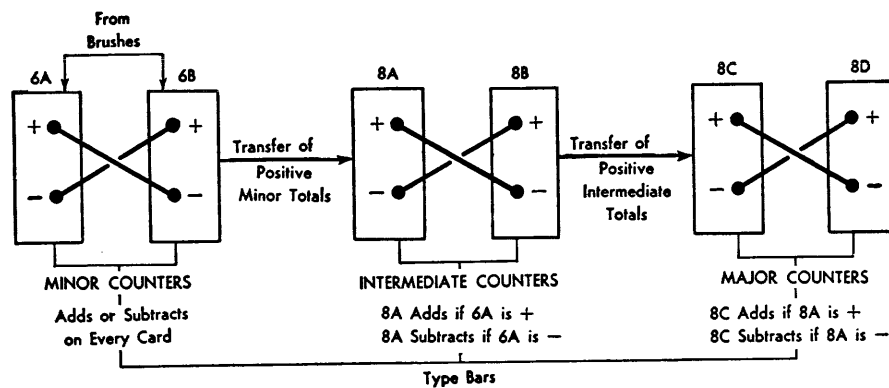 From
Brushes
6A 6B 8A 8B 8C 8D
+ + + + + +
Transfer of
Positive
Minor Totals
Transfer of
Positive
Intermediate
Totals
− − − − − −
MINOR COUNTERS
Adds or Subtracts
on Every Card
INTERMEDIATE COUNTERS
8A Adds if 6A is +
8A Subtracts if 6A is −
MAJOR COUNTERS
8C Adds if 8A is +
8C Subtracts if 8A is −
Type Bars